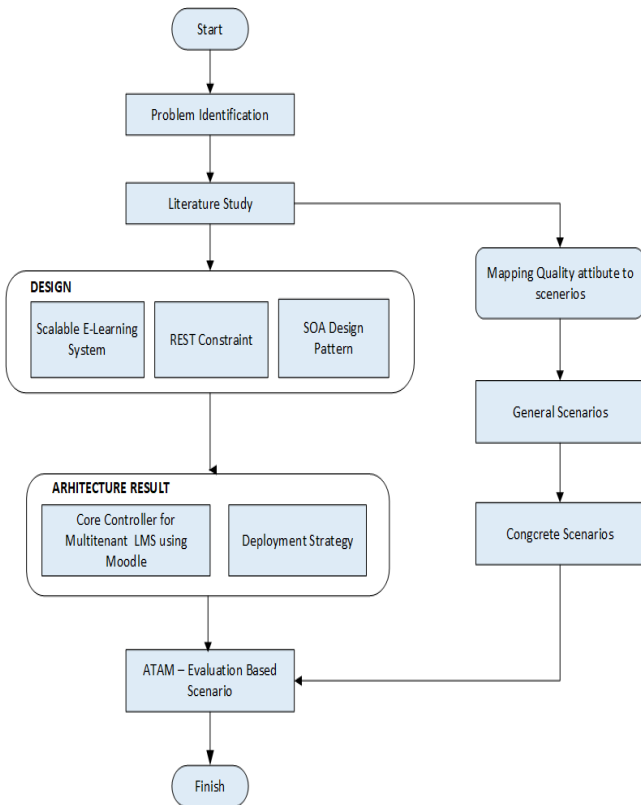 Start
Problem Identification
Literature Study
DESIGN
Scalable E-Learning
System
REST Constraint
SOA Design
Pattern
Mapping Quality attibute to
scenerios
General Scenarios
ARHITECTURE RESULT
Core Controller for
Multitenant LMS using
Moodle
Deployment Strategy
Congcrete Scenarios
ATAM – Evaluation Based
Scenario
Finish